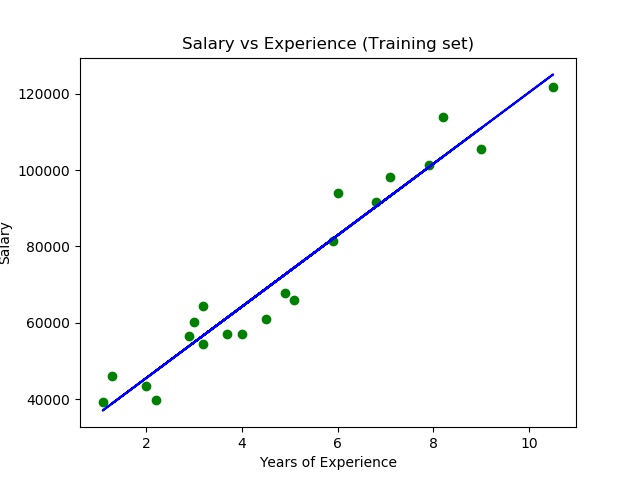 Salary vs Experience (Training set)
120000
100000
80000
60000
40000
Salary
2 4 6 8 10
Years of Experience